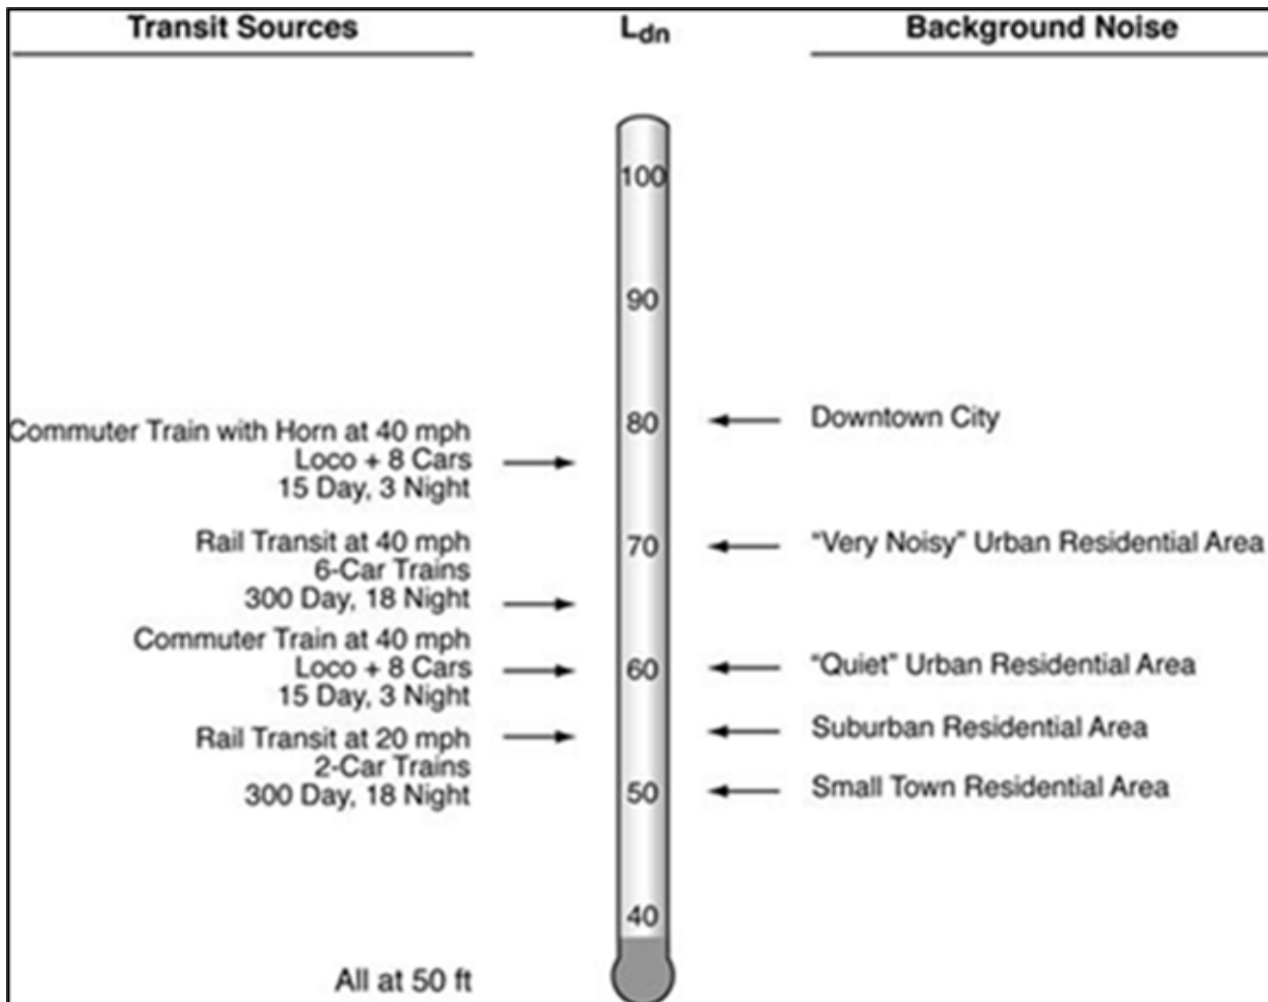 Transit Sources
Ldn
Background Noise
100
90
80
70
60
50
40
Commuter Train with Horn at 40 mph
Loco + 8 Cars
15 Day, 3 Night
Rail Transit at 40 mph
6-Car Trains
300 Day, 18 Night
Commuter Train at 40 mph
Loco + 8 Cars
15 Day, 3 Night
Rail Transit at 20 mph
2-Car Trains
300 Day, 18 Night
All at 50 ft
Downtown City
“Very Noisy” Urban Residential Area
“Quiet” Urban Residential Area
Suburban Residential Area
Small Town Residential Area